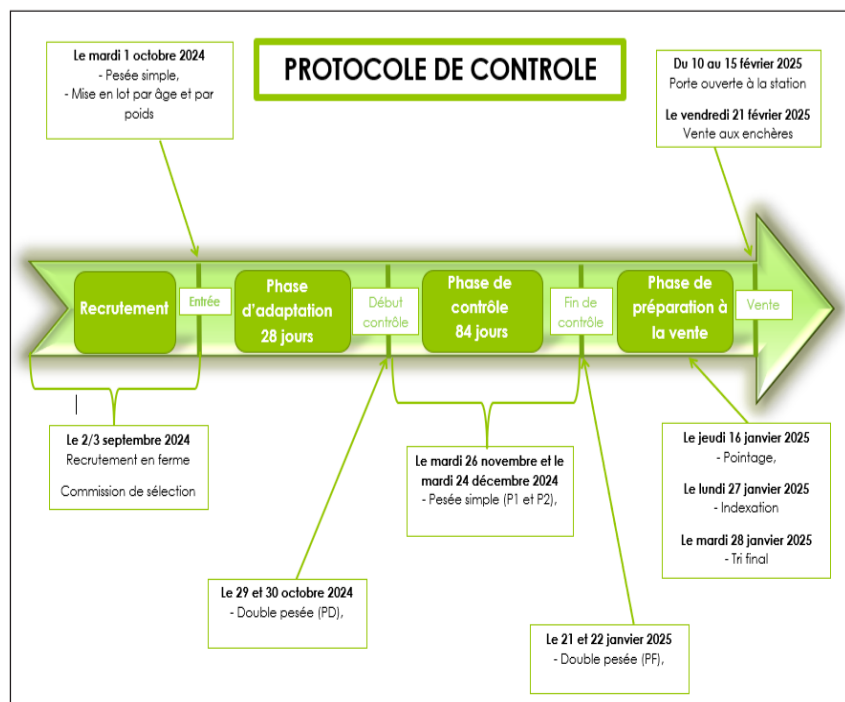 PROTOCOLE DE CONTROLE
Le mardi 1 octobre 2024
- Pesée simple,
- Mise en lot par âge et par
poids
Du 10 au 15 février 2025
Porte ouverte à la station
Le vendredi 21 février 2025
Vente aux enchères
Recrutement
Entrée
Phase
d'adaptation
28 jours
Début
contrôle
Phase de
contrôle
84 jours
Fin de
contrôle
Phase de
préparation à
la vente
Vente
Le 2/3 septembre 2024
Recrutement en ferme
Commission de sélection
Le mardi 26 novembre et le
mardi 24 décembre 2024
- Pesée simple (P1 et P2),
Le jeudi 16 janvier 2025
- Pointage,
Le lundi 27 janvier 2025
- Indexation
Le mardi 28 janvier 2025
- Tri final
Le 29 et 30 octobre 2024
- Double pesée (PD),
Le 21 et 22 janvier 2025
- Double pesée (PF),